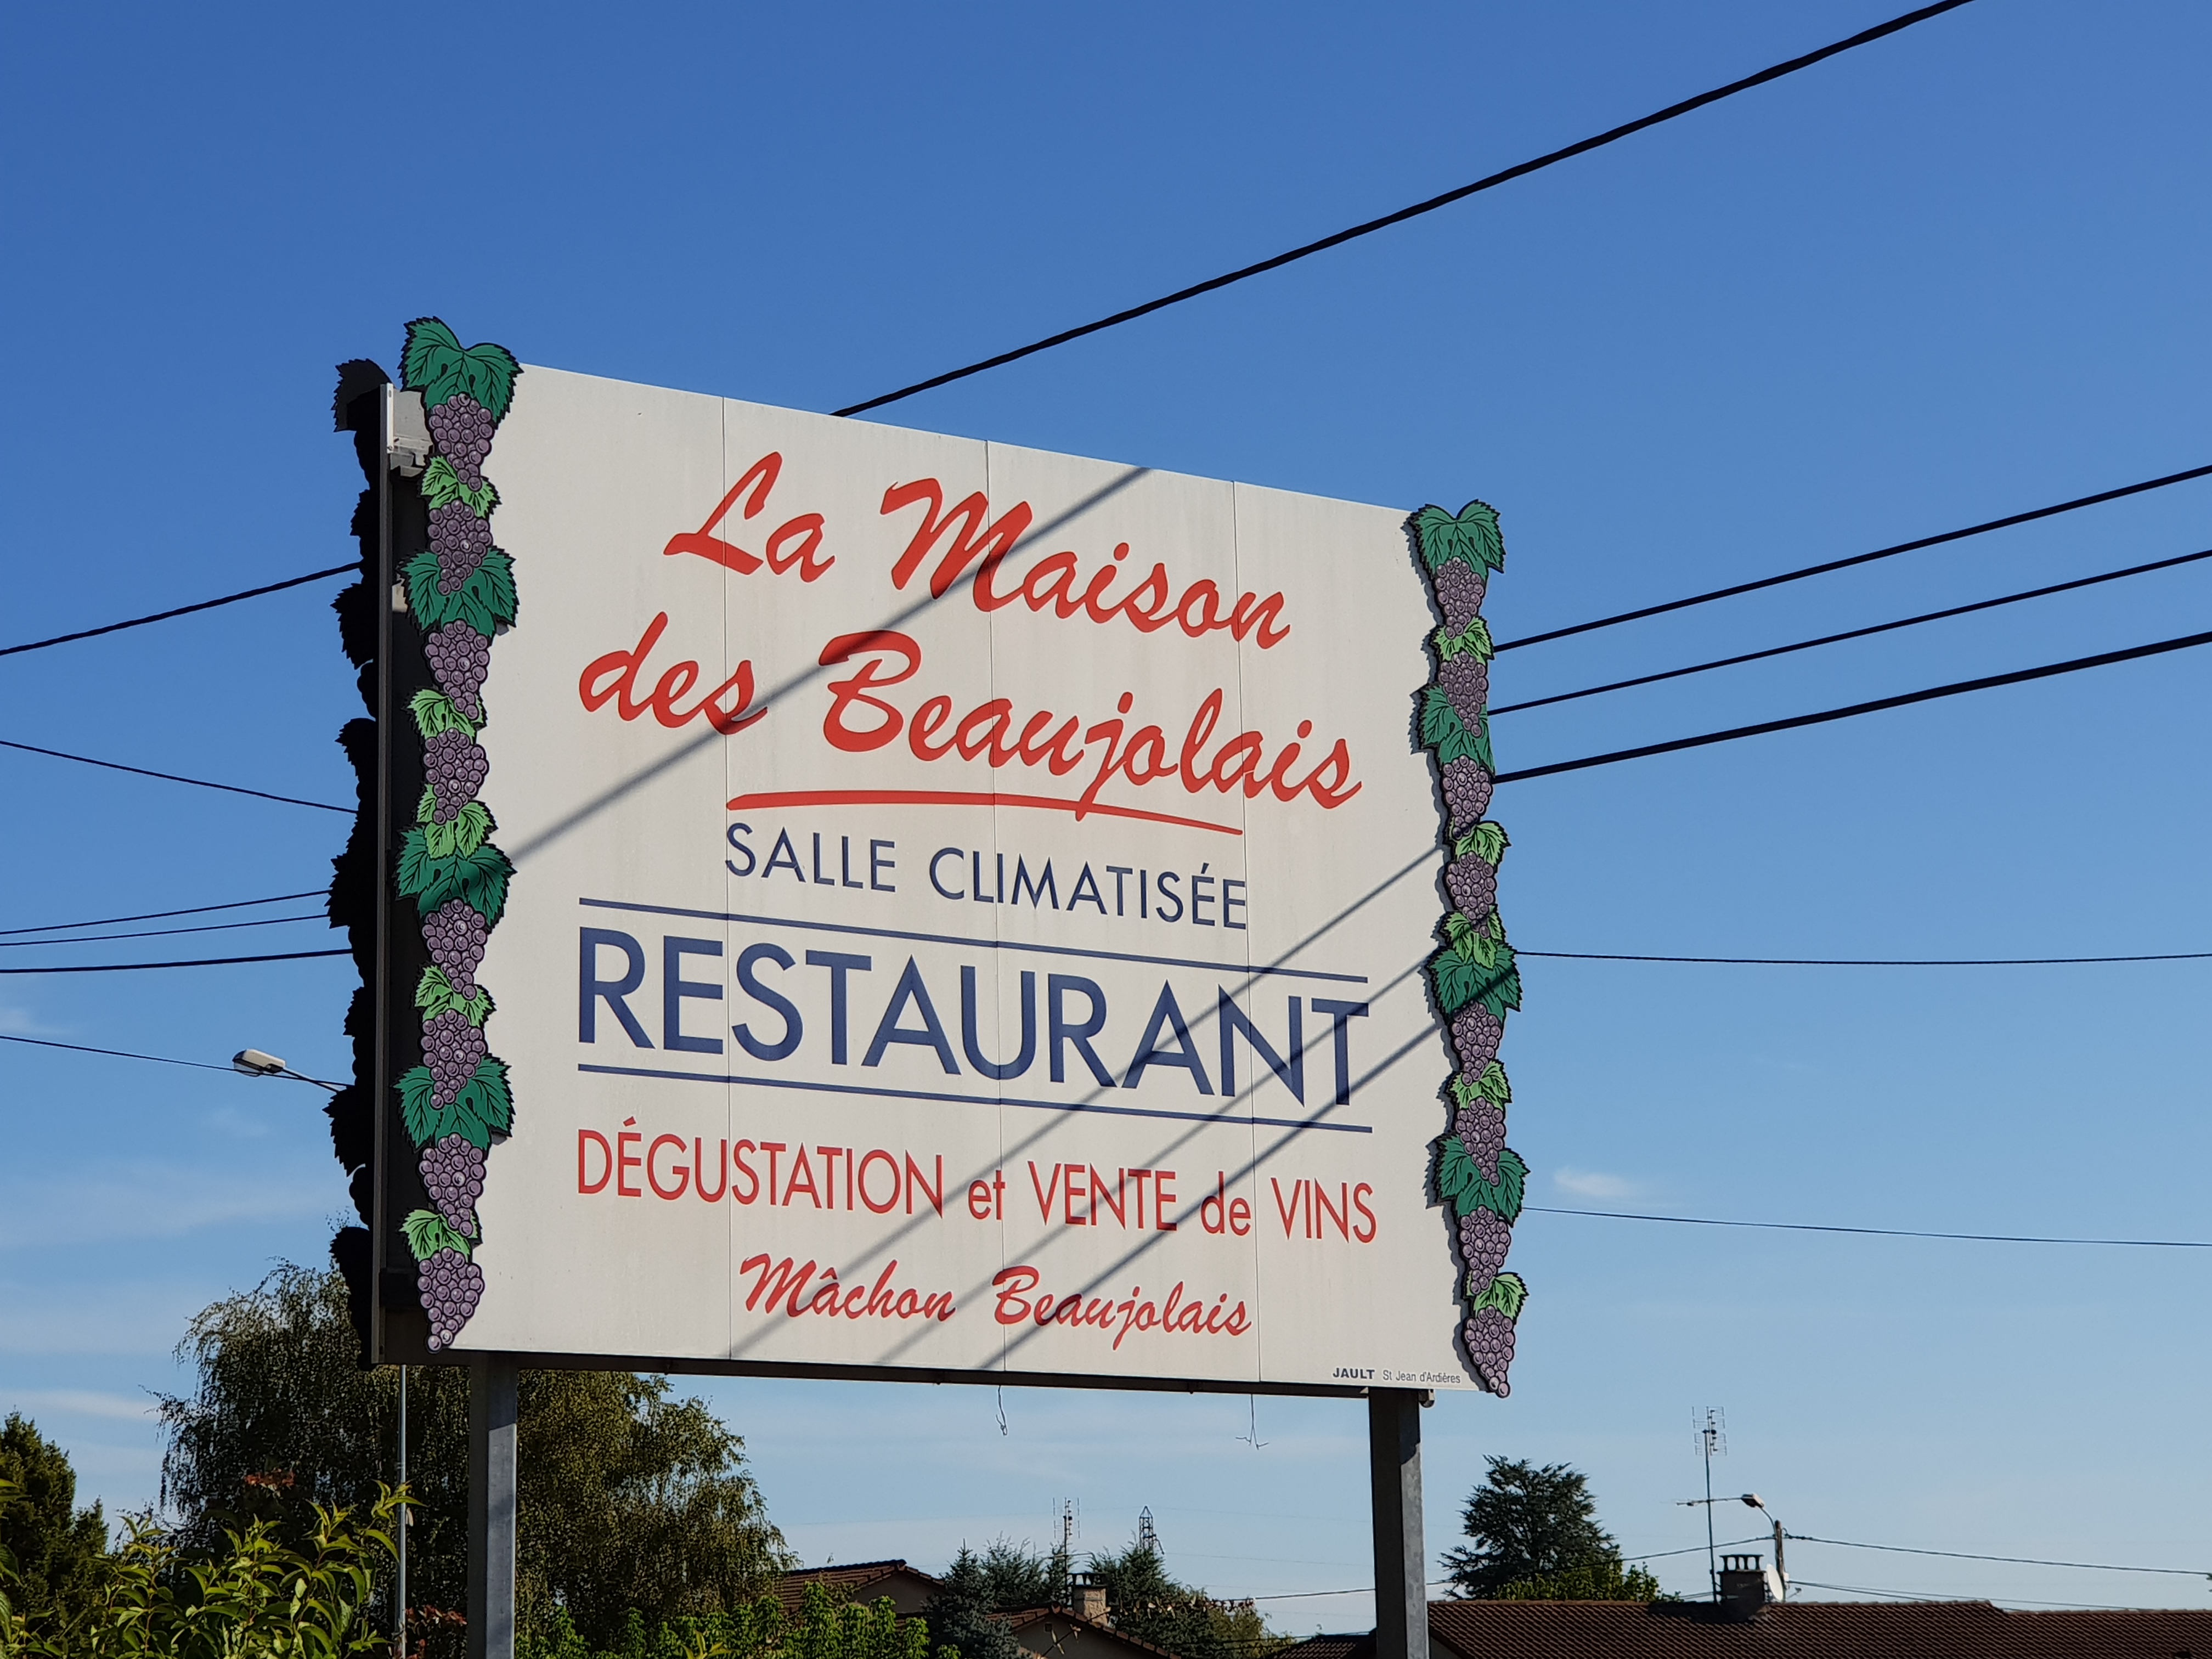 La Maison
des Beaujolais
SALLE CLIMATISÉE
RESTAURANT
DÉGUSTATION et VENTE de VINS
Mâchon Beaujolais
JAULT St Jean d'Ardières